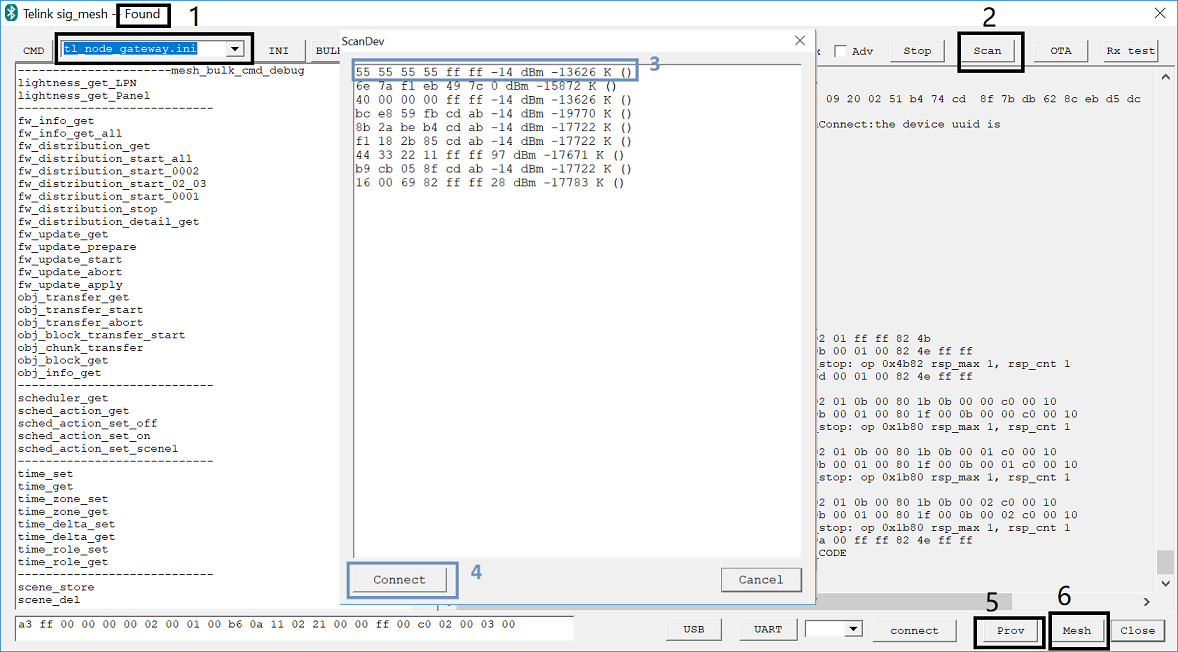 Telink sig_mesh - Found
1
2
CMD
tl_node_gateway.ini
INI
BULK
ScanDev
Adv
Stop
Scan
OTA
Rx test
-----------------------mesh_bulk_cmd_debug
lightness_get_LPN
lightness_get_Panel
-----------------------------
fw_info_get
fw_info_get_all
fw_distribution_get
fw_distribution_start_all
fw_distribution_start_0002
fw_distribution_start_02_03
fw_distribution_start_0001
fw_distribution_stop
fw_distribution_detail_get
fw_update_get
fw_update_prepare
fw_update_start
fw_update_abort
fw_update_apply
obj_transfer_get
obj_transfer_start
obj_transfer_abort
obj_block_transfer_start
obj_chunk_transfer
obj_block_get
obj_info_get
-----------------------------
scheduler_get
sched_action_get
sched_action_set_off
sched_action_set_on
sched_action_set_scene1
-----------------------------
time_set
time_get
time_zone_set
time_zone_get
time_delta_set
time_delta_get
time_role_set
time_role_get
-----------------------------
scene_store
scene_del
55 55 55 55 ff ff -14 dBm -13626 K ()
3
6e 7a f1 eb 49 7c 0 dBm -15872 K ()
40 00 00 00 ff ff -14 dBm -13626 K ()
bc e8 59 fb cd ab -14 dBm -19770 K ()
8b 2a be b4 cd ab -14 dBm -17722 K ()
f1 18 2b 85 cd ab -14 dBm -17722 K ()
44 33 22 11 ff ff 97 dBm -17671 K ()
b9 cb 05 8f cd ab -14 dBm -17722 K ()
16 00 69 82 ff ff 28 dBm -17783 K ()
Connect
4
Cancel
09 20 02 51 b4 74 cd 8f 7b db 62 8c eb d5 dc
Connect:the device uuid is
02 01 ff ff 82 4b
0b 00 01 00 82 4e ff ff
_stop: op 0x4b82 rsp_max 1, rsp_cnt 1
0d 00 01 00 82 4e ff ff
02 01 0b 00 80 1b 0b 00 00 c0 00 10
0b 00 01 00 80 1f 00 0b 00 00 c0 00 10
_stop: op 0x1b80 rsp_max 1, rsp_cnt 1
02 01 0b 00 80 1b 0b 00 01 c0 00 10
0b 00 01 00 80 1f 00 0b 00 01 c0 00 10
_stop: op 0x1b80 rsp_max 1, rsp_cnt 1
02 01 0b 00 80 1b 0b 00 02 c0 00 10
0b 00 01 00 80 1f 00 0b 00 02 c0 00 10
_stop: op 0x1b80 rsp_max 1, rsp_cnt 1
0a 00 ff ff 82 4e ff ff
_CODE
5
6
a3 ff 00 00 00 00 02 00 01 00 b6 0a 11 02 21 00 00 ff 00 c0 02 00 03 00
USB
UART
connect
Prov
Mesh
Close